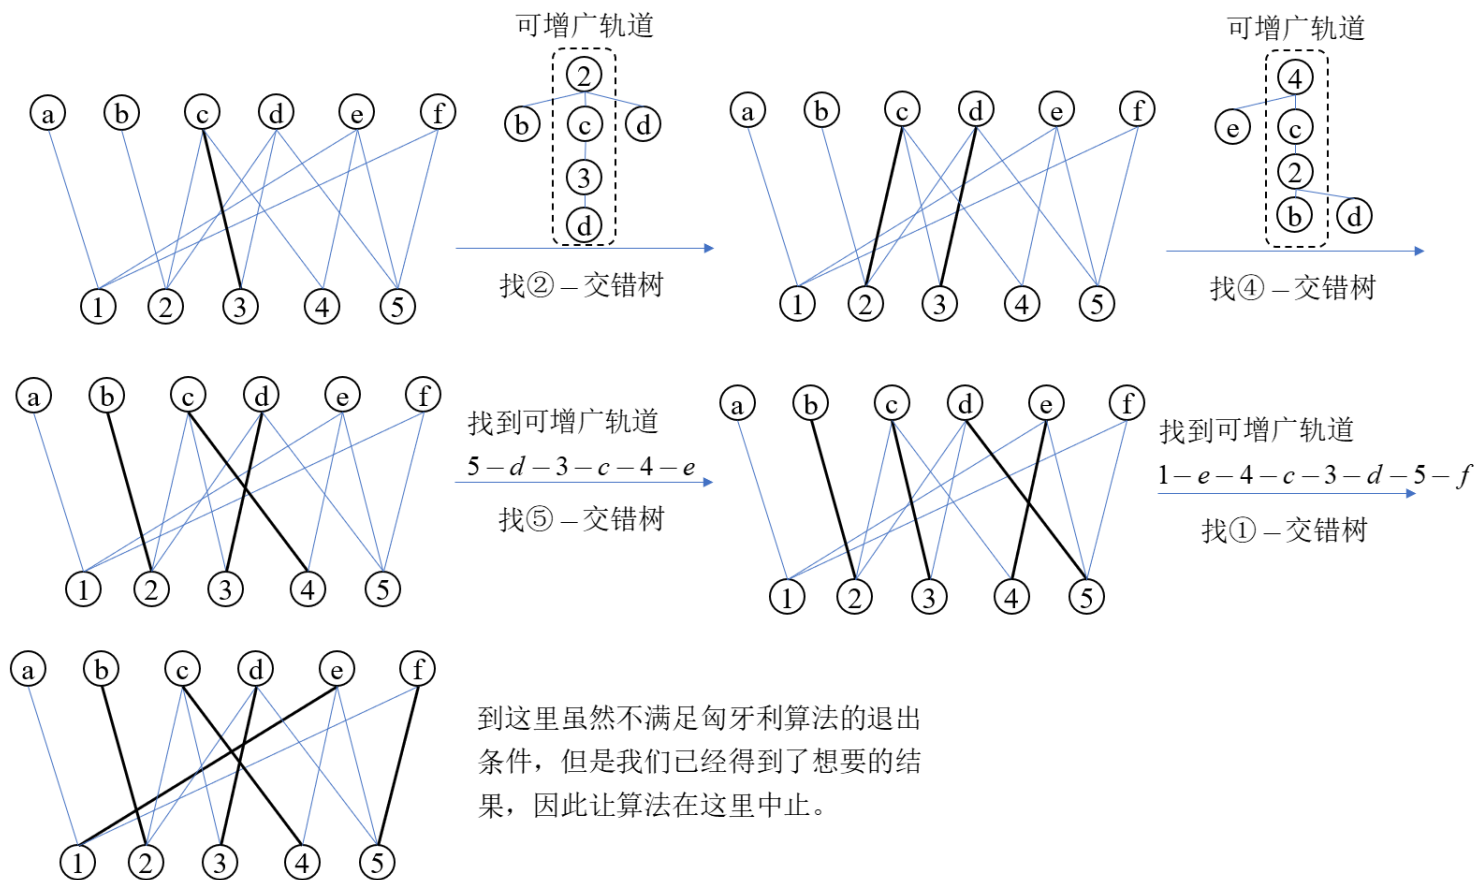 可增广轨道
2
b c d
3
d
a b c d e f
1 2 3 4 5
找②–交错树
可增广轨道
4
e c
2
b d
a b c d e f
1 2 3 4 5
找④–交错树
a b c d e f
1 2 3 4 5
找到可增广轨道
5–d–3–c–4–e
找⑤–交错树
a b c d e f
1 2 3 4 5
找到可增广轨道
1–e–4–c–3–d–5–f
找①–交错树
a b c d e f
1 2 3 4 5
到这里虽然不满足匈牙利算法的退出
条件，但是我们已经得到了想要的结
果，因此让算法在这里中止。